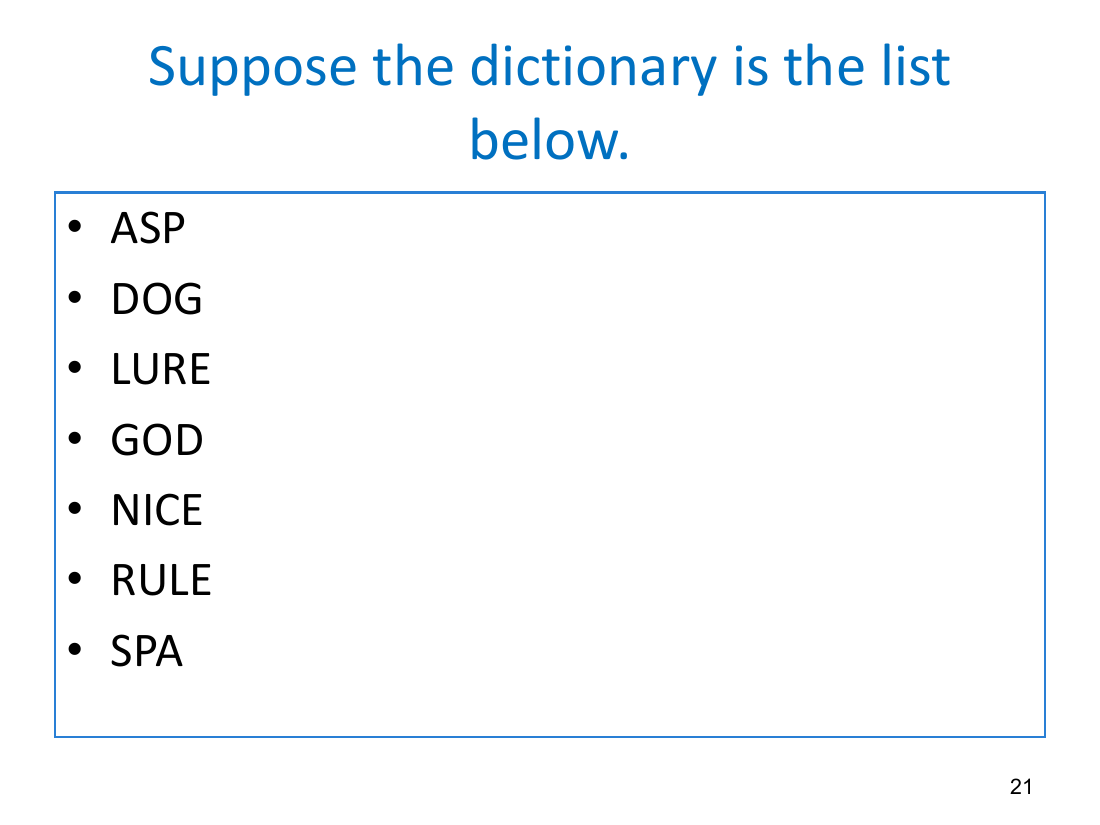 Suppose the dictionary is the list
below.
• ASP
• DOG
• LURE
• GOD
• NICE
• RULE
• SPA
21